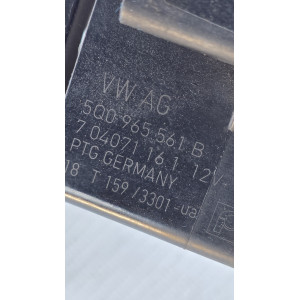 VW AG
5Q0 965 561 B
7.04071.16.1 12V
PTG.GERMANY
18 T 159 /3301-ua